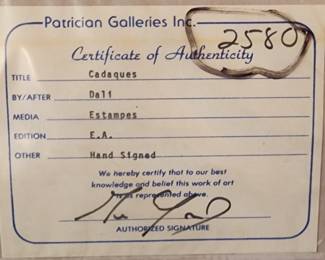 Patrician Galleries Inc.
2580
Certificate of Authenticity
TITLE Cadaques
BY/AFTER Dali
MEDIA Estampes
EDITION E.A.
OTHER Hand Signed
We hereby certify that to our best
knowledge and belief this work of art
is as represented above.
AUTHORIZED SIGNATURE